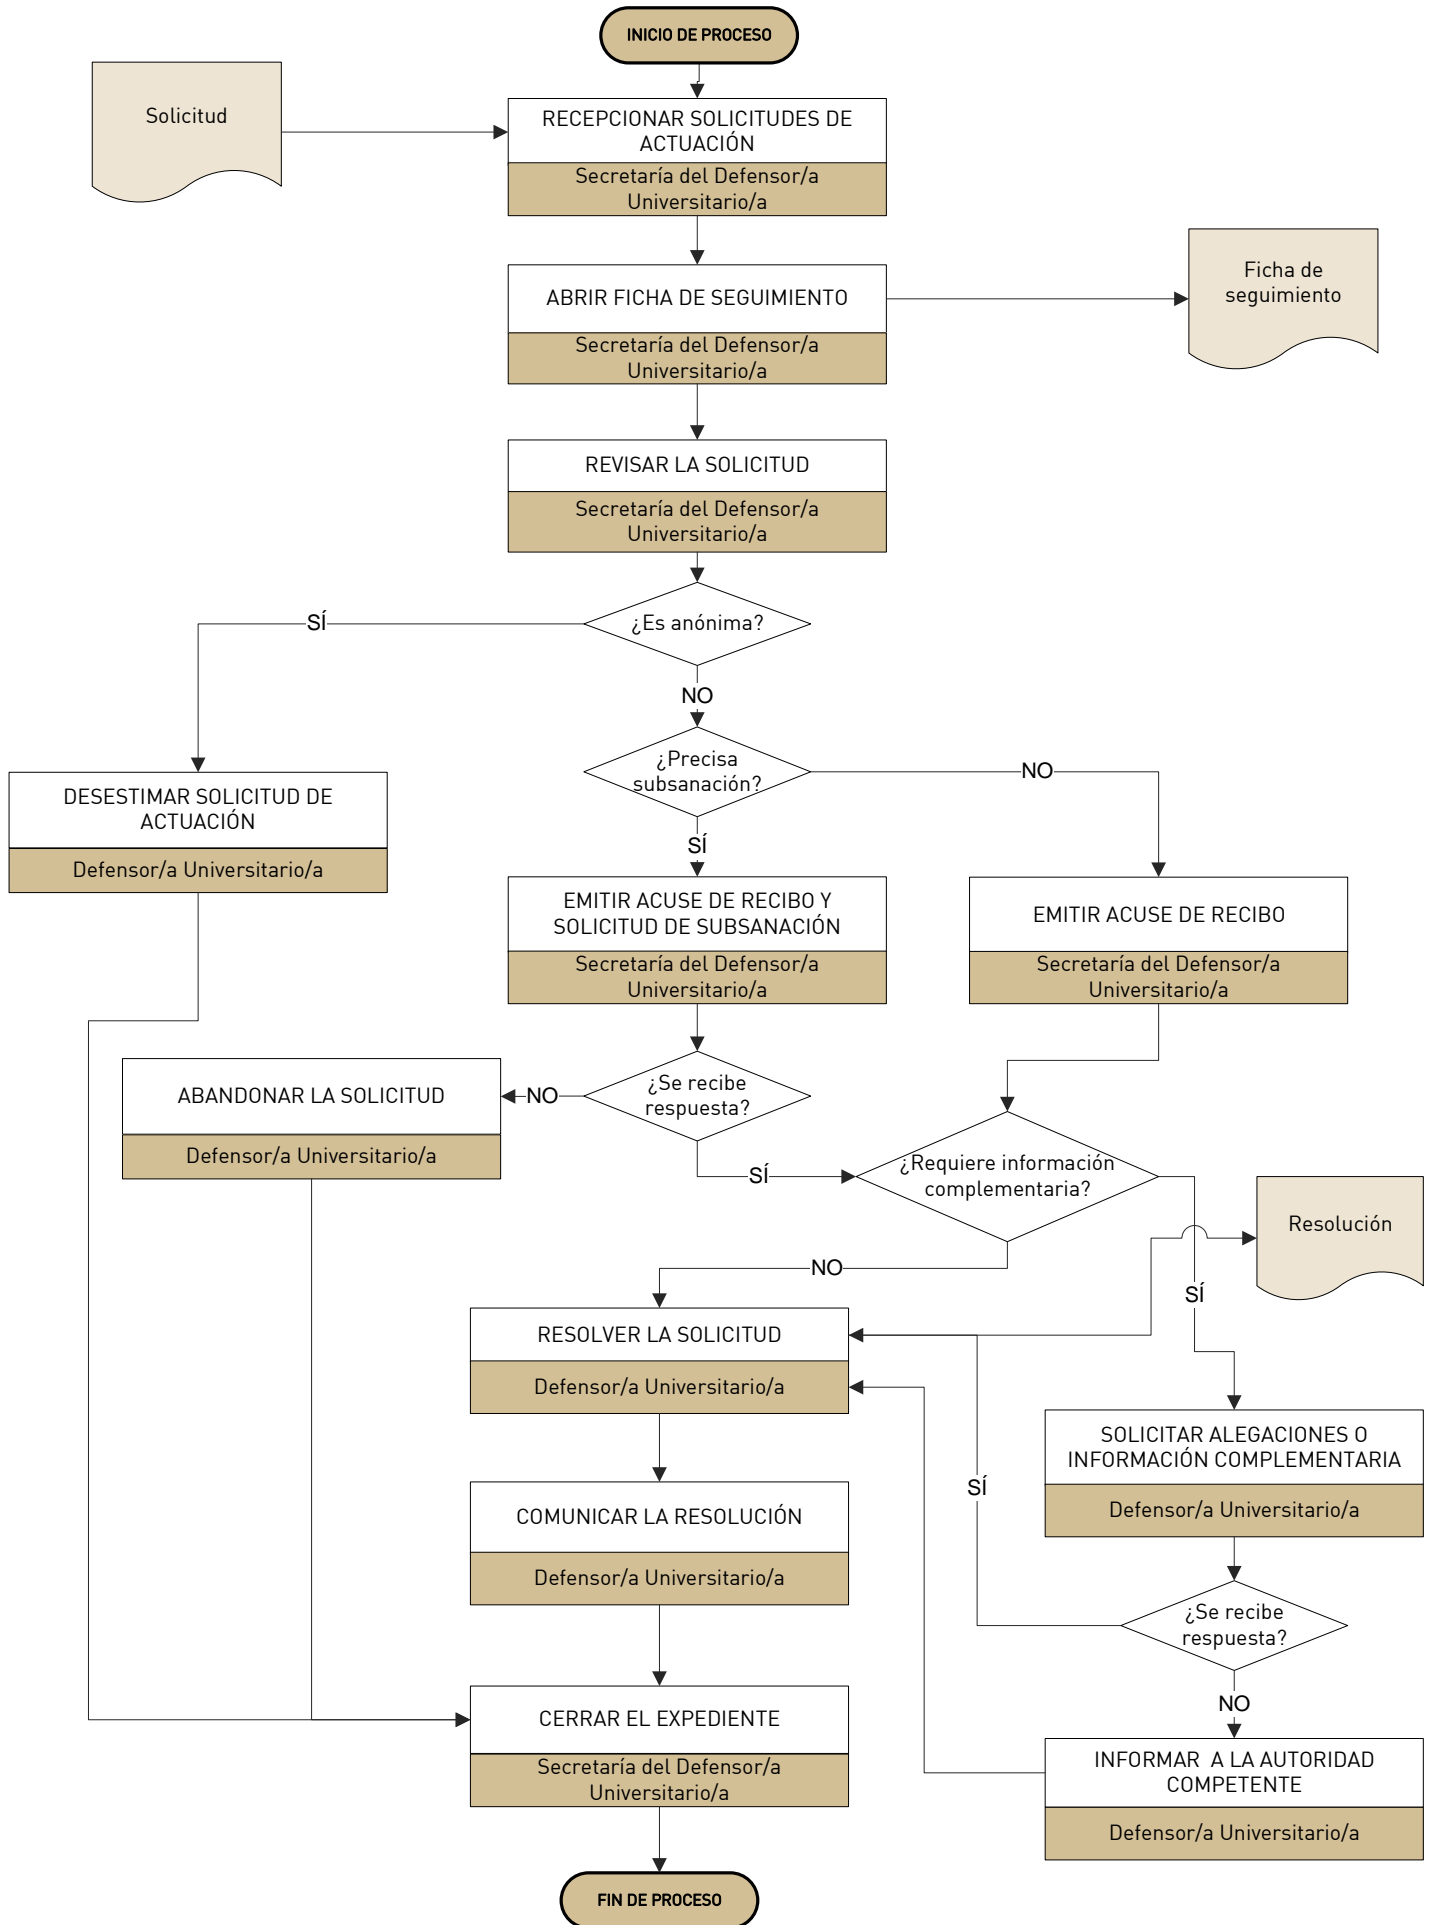 INICIO DE PROCESO
Solicitud
RECEPCIONAR SOLICITUDES DE
ACTUACIÓN
Secretaría del Defensor/a
Universitario/a
ABRIR FICHA DE SEGUIMIENTO
Secretaría del Defensor/a
Universitario/a
Ficha de
seguimiento
REVISAR LA SOLICITUD
Secretaría del Defensor/a
Universitario/a
¿Es anónima?
SÍ
NO
¿Precisa
subsanación?
NO
SÍ
DESESTIMAR SOLICITUD DE
ACTUACIÓN
Defensor/a Universitario/a
EMITIR ACUSE DE RECIBO Y
SOLICITUD DE SUBSANACIÓN
Secretaría del Defensor/a
Universitario/a
EMITIR ACUSE DE RECIBO
Secretaría del Defensor/a
Universitario/a
¿Se recibe
respuesta?
NO
ABANDONAR LA SOLICITUD
Defensor/a Universitario/a
SÍ
¿Requiere información
complementaria?
Resolución
NO
SÍ
RESOLVER LA SOLICITUD
Defensor/a Universitario/a
SOLICITAR ALEGACIONES O
INFORMACIÓN COMPLEMENTARIA
Defensor/a Universitario/a
SÍ
COMUNICAR LA RESOLUCIÓN
Defensor/a Universitario/a
¿Se recibe
respuesta?
NO
CERRAR EL EXPEDIENTE
Secretaría del Defensor/a
Universitario/a
INFORMAR A LA AUTORIDAD
COMPETENTE
Defensor/a Universitario/a
FIN DE PROCESO